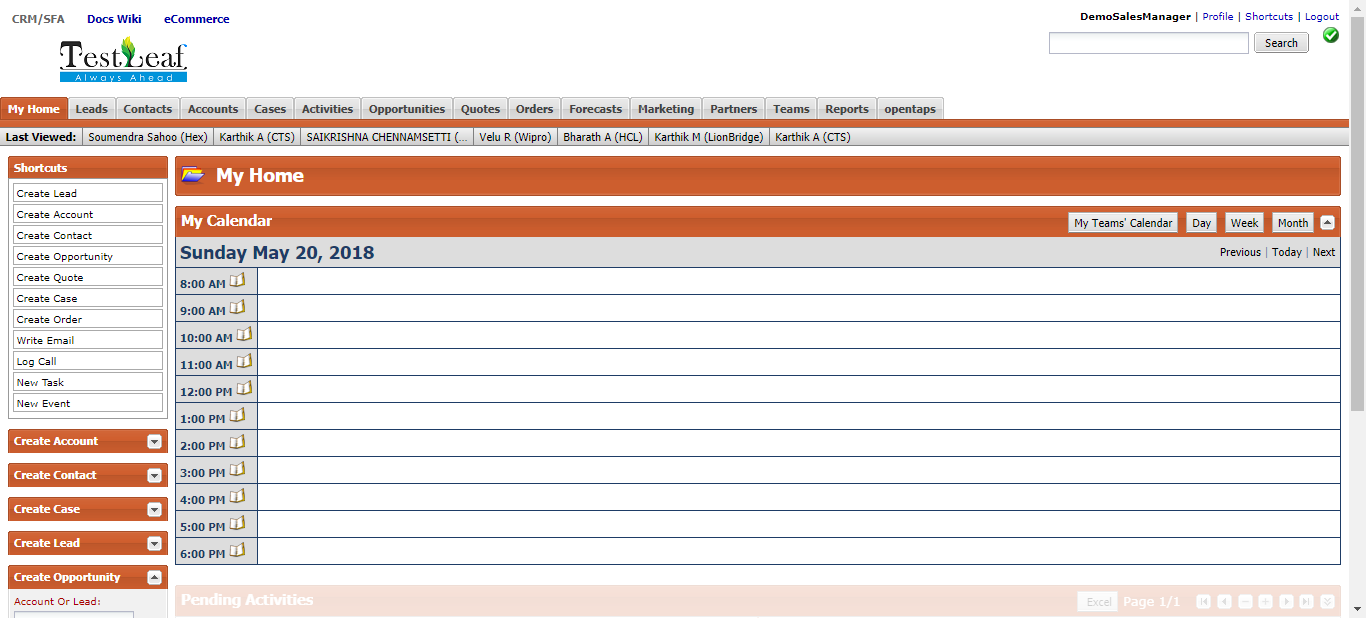 CRM/SFA Docs Wiki eCommerce
DemoSalesManager | Profile | Shortcuts | Logout
Search
TestLeaf
Always Ahead
My Home Leads Contacts Accounts Cases Activities Opportunities Quotes Orders Forecasts Marketing Partners Teams Reports opentaps
Last Viewed: Soumendra Sahoo (Hex) Karthik A (CTS) SAIKRISHNA CHENNAMSETTI (... Velu R (Wipro) Bharath A (HCL) Karthik M (LionBridge) Karthik A (CTS)
Shortcuts
Create Lead
Create Account
Create Contact
Create Opportunity
Create Quote
Create Case
Create Order
Write Email
Log Call
New Task
New Event
Create Account
Create Contact
Create Case
Create Lead
Create Opportunity
Account Or Lead:
My Home
My Calendar
My Teams' Calendar Day Week Month
Sunday May 20, 2018
Previous | Today | Next
8:00 AM
9:00 AM
10:00 AM
11:00 AM
12:00 PM
1:00 PM
2:00 PM
3:00 PM
4:00 PM
5:00 PM
6:00 PM
Pending Activities
Excel Page 1/1